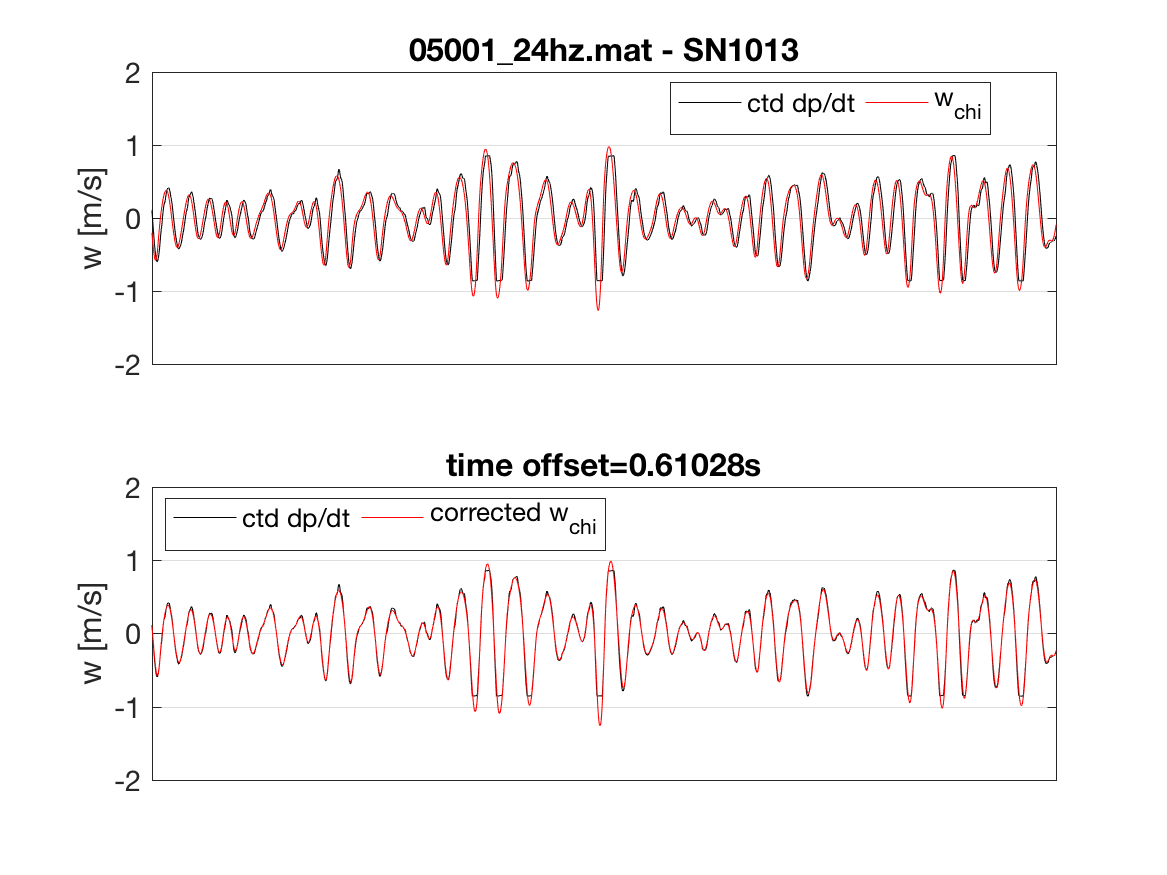 05001_24hz.mat - SN1013
ctd dp/dt w_chi
2
1
0
-1
-2
w [m/s]
time offset=0.61028s
ctd dp/dt corrected w_chi
2
1
0
-1
-2
w [m/s]